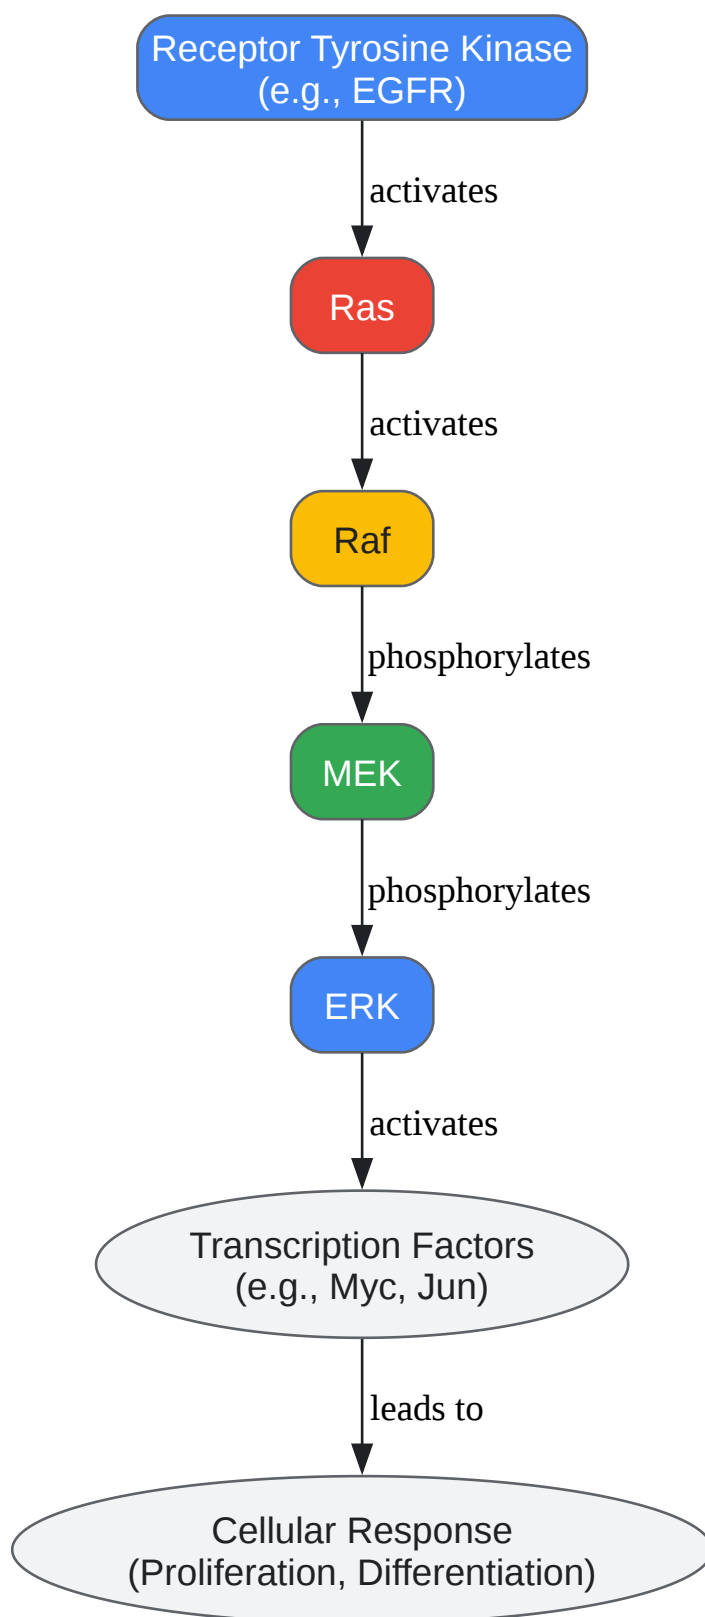 Receptor Tyrosine Kinase
(e.g., EGFR)
activates
Ras
activates
Raf
phosphorylates
MEK
phosphorylates
ERK
activates
Transcription Factors
(e.g., Myc, Jun)
leads to
Cellular Response
(Proliferation, Differentiation)